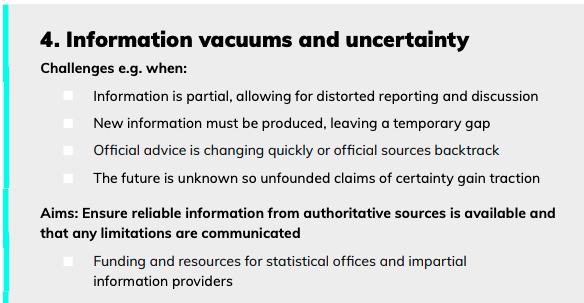 4. Information vacuums and uncertainty
Challenges e.g. when:
Information is partial, allowing for distorted reporting and discussion
New information must be produced, leaving a temporary gap
Official advice is changing quickly or official sources backtrack
The future is unknown so unfounded claims of certainty gain traction
Aims: Ensure reliable information from authoritative sources is available and
that any limitations are communicated
Funding and resources for statistical offices and impartial
information providers